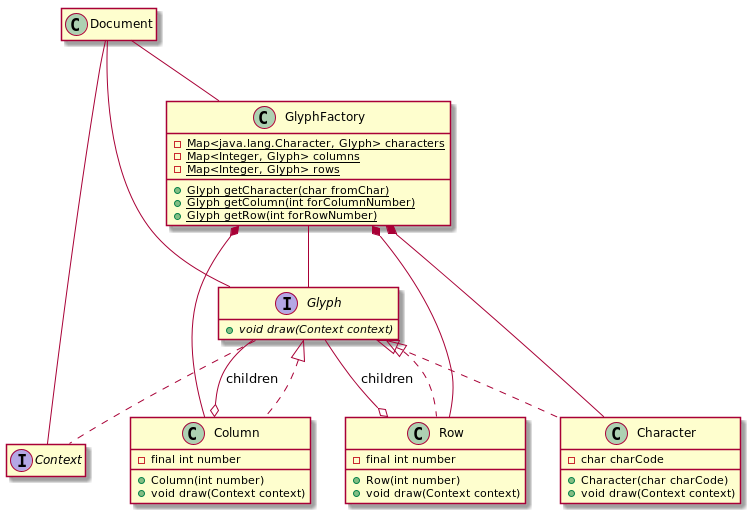 C Document
C GlyphFactory
Map<java.lang.Character, Glyph> characters
Map<Integer, Glyph> columns
Map<Integer, Glyph> rows
Glyph getCharacter(char fromChar)
Glyph getColumn(int forColumnNumber)
Glyph getRow(int forRowNumber)
I Glyph
void draw(Context context)
children
children
I Context
C Column
final int number
Column(int number)
void draw(Context context)
C Row
final int number
Row(int number)
void draw(Context context)
C Character
char charCode
Character(char charCode)
void draw(Context context)